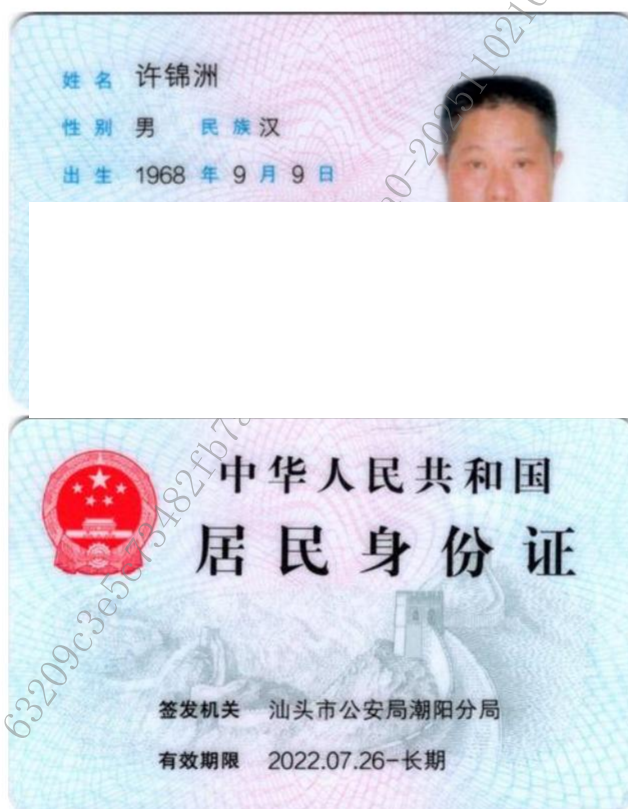 姓名 许锦洲
性别 男 民族 汉
出生 1968 年 9 月 9 日
中华人民共和国
居民身份证
签发机关 汕头市公安局潮阳分局
有效期限 2022.07.26-长期